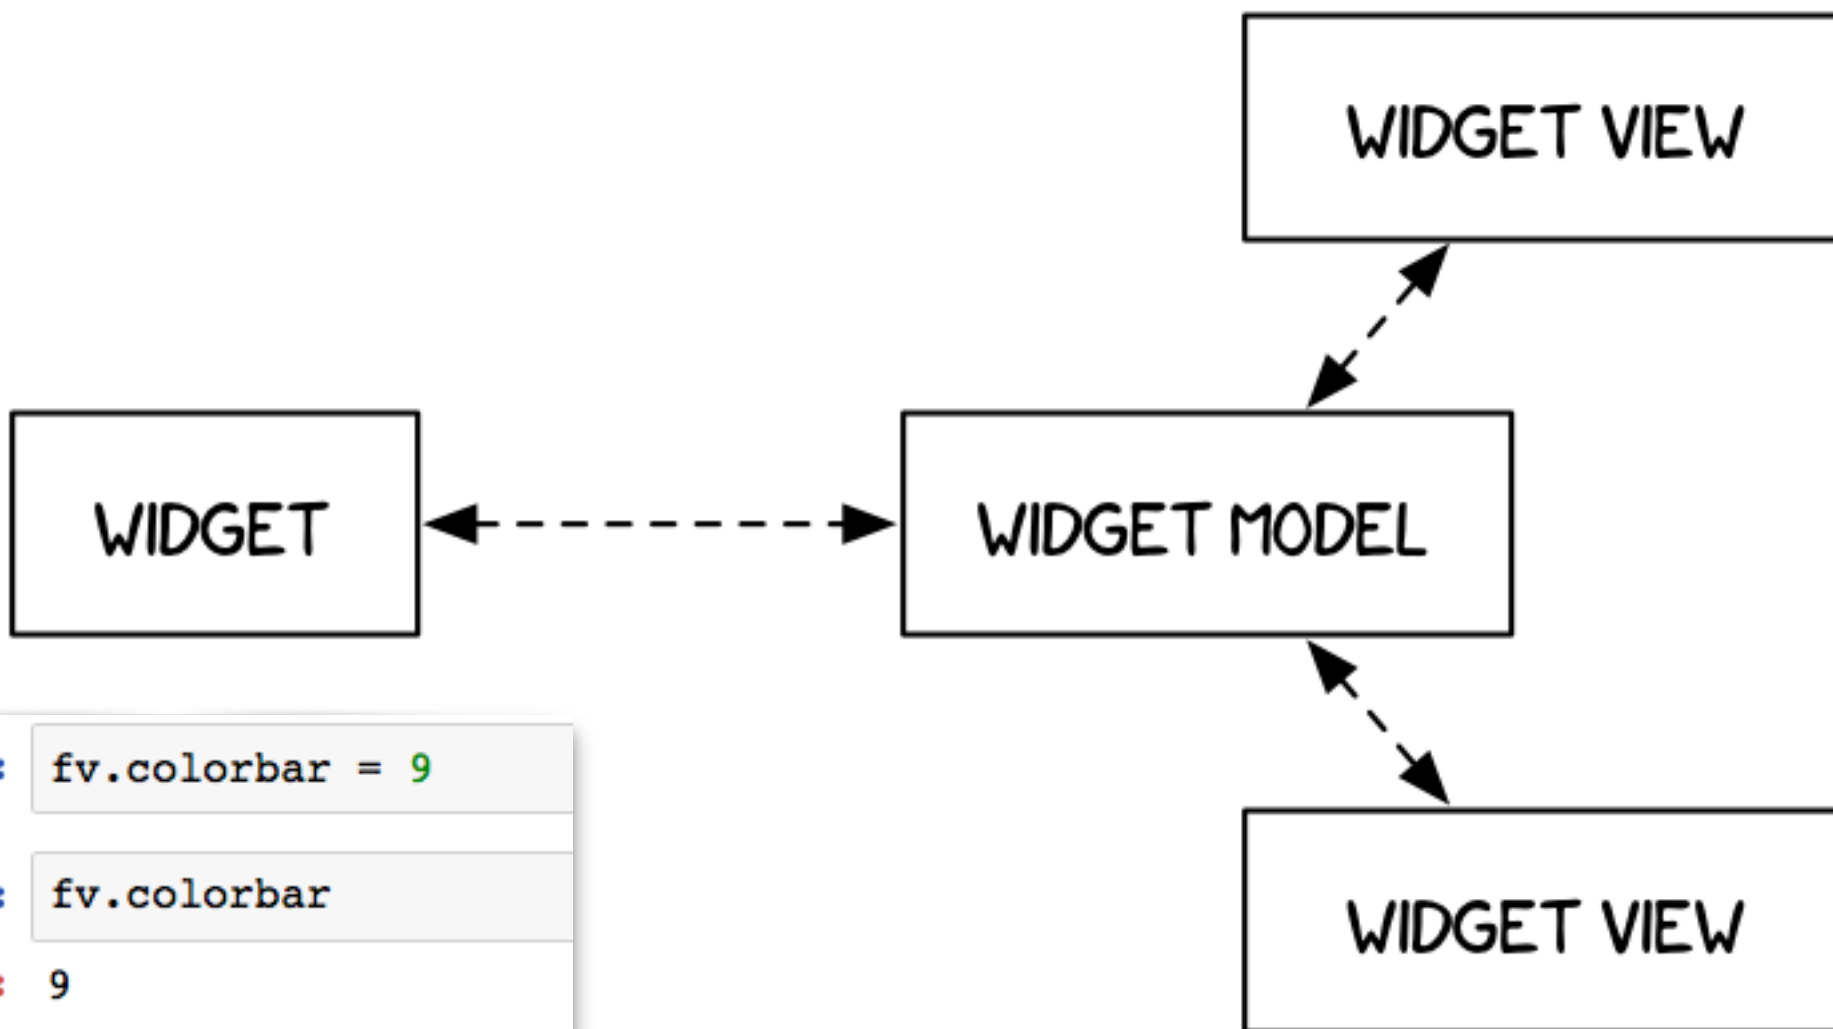 WIDGET VIEW
WIDGET
WIDGET MODEL
: fv.colorbar = 9
: fv.colorbar
: 9
WIDGET VIEW